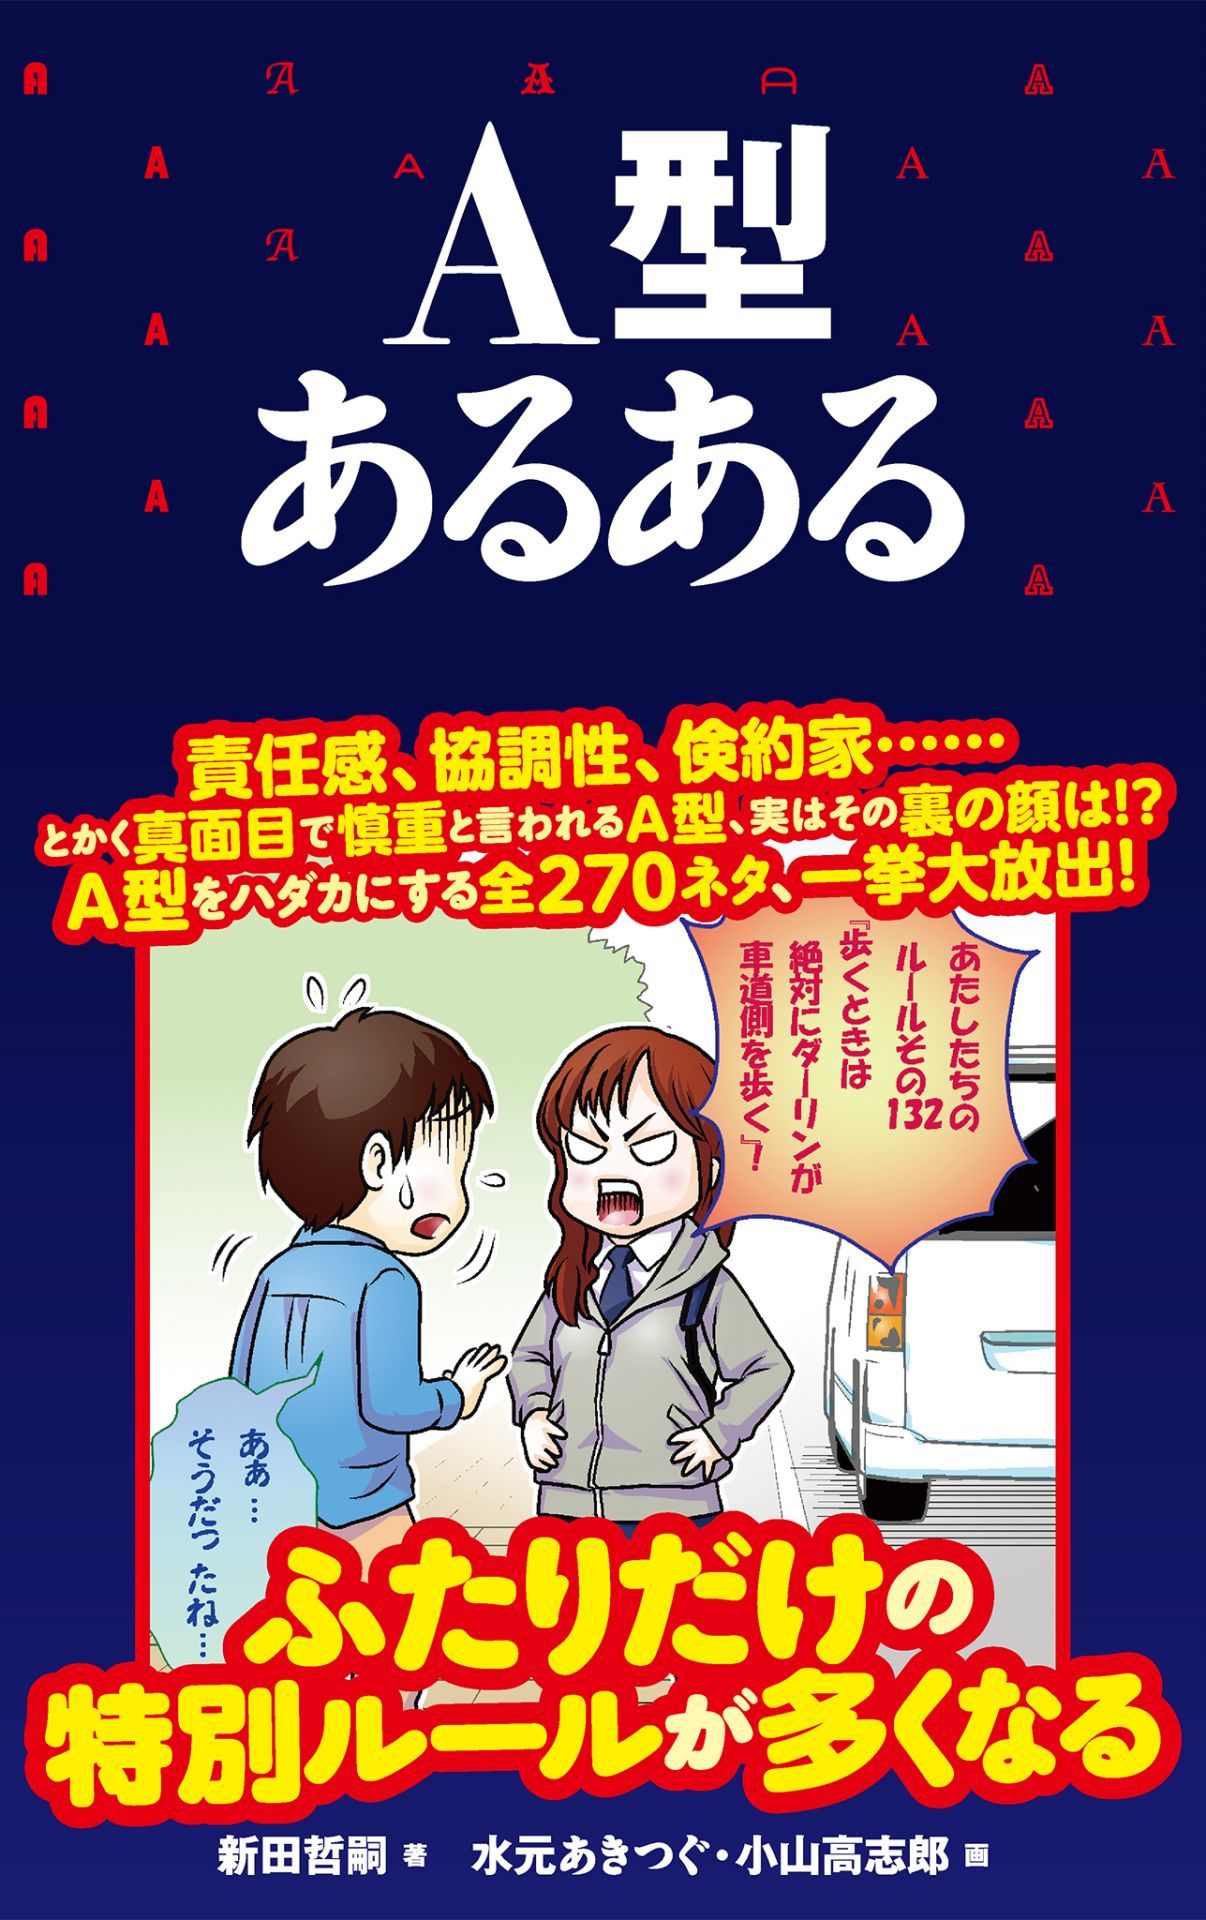 A A A A A
A A A A
A A A
A A A
A A
A A
A A
A型
あるある
責任感、協調性、倹約家……
とかく真面目で慎重と言われるA型、実はその裏の顔は!?
A型をハダカにする全270ネタ、一挙大放出!
あたしたちの
ルールその132
『歩くときは
絶対にダーリンが
車道側を歩く』!
ああ…
そうだったね…
ふたりだけの
特別ルールが多くなる
新田哲嗣 著 水元あきつぐ・小山高志郎 画